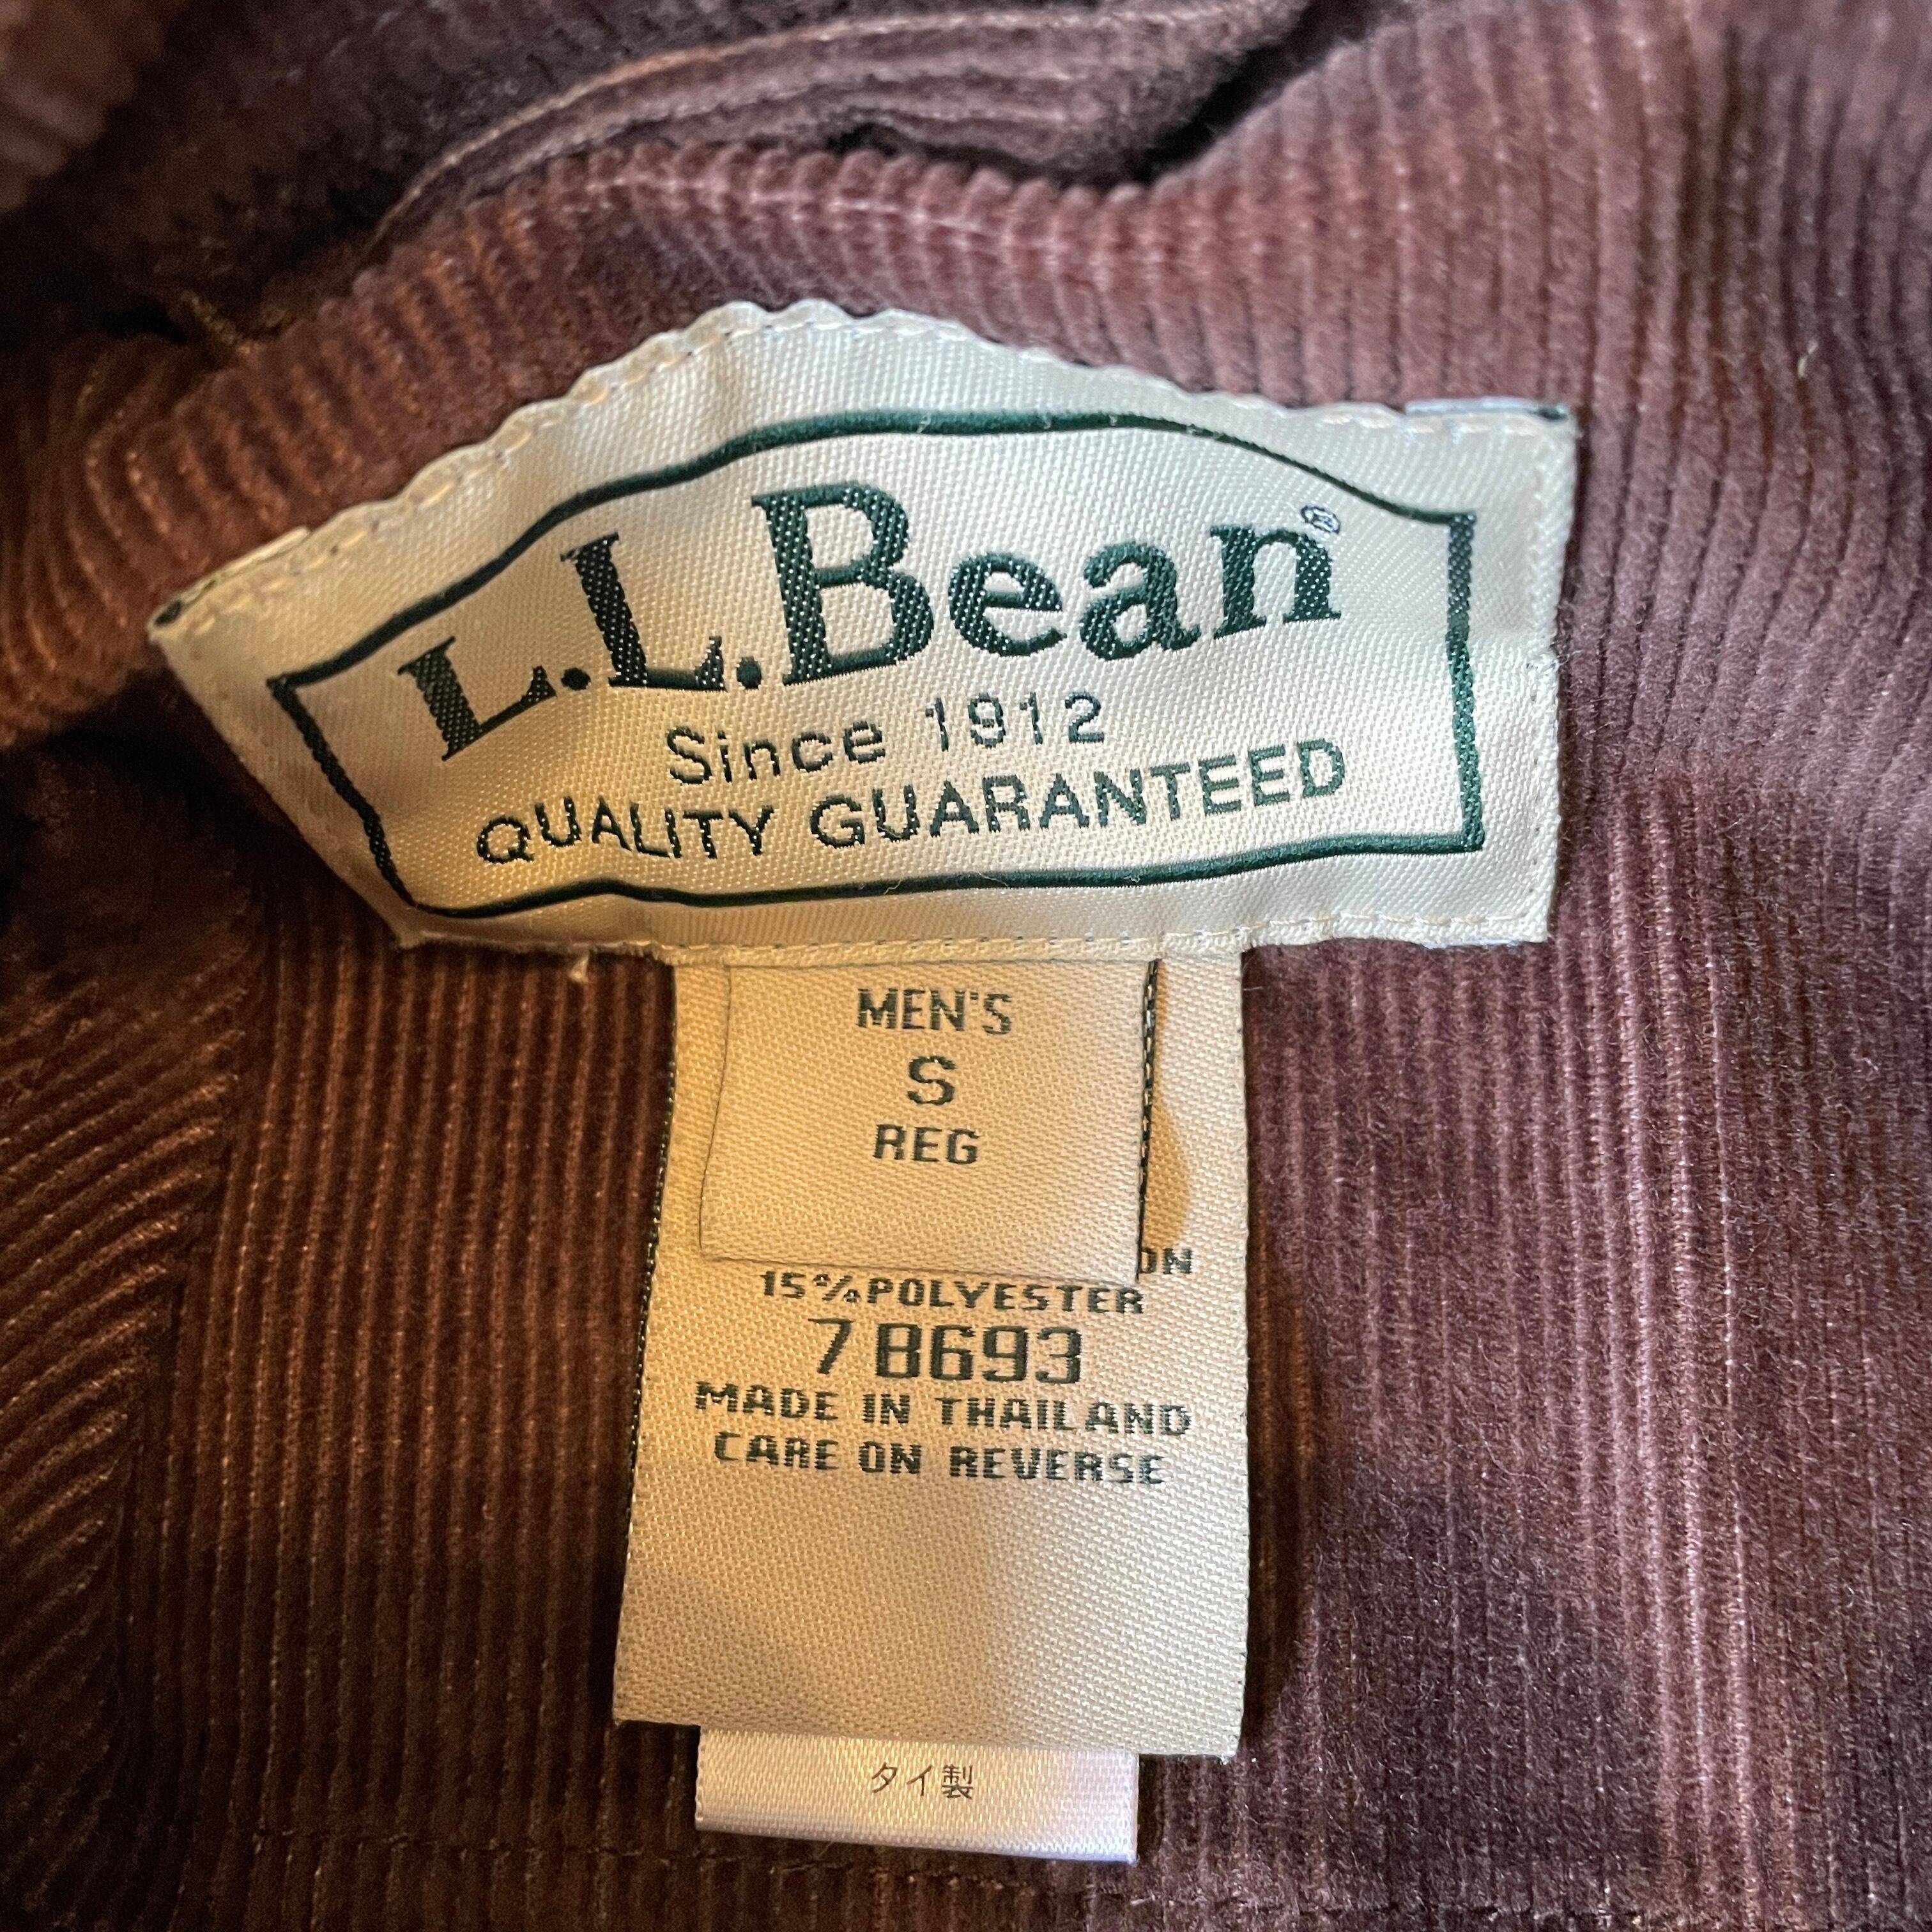 L.L.Bean®
Since 1912
QUALITY GUARANTEED
MEN'S
S
REG
15%POLYESTER
78693
MADE IN THAILAND
CARE ON REVERSE
タイ製